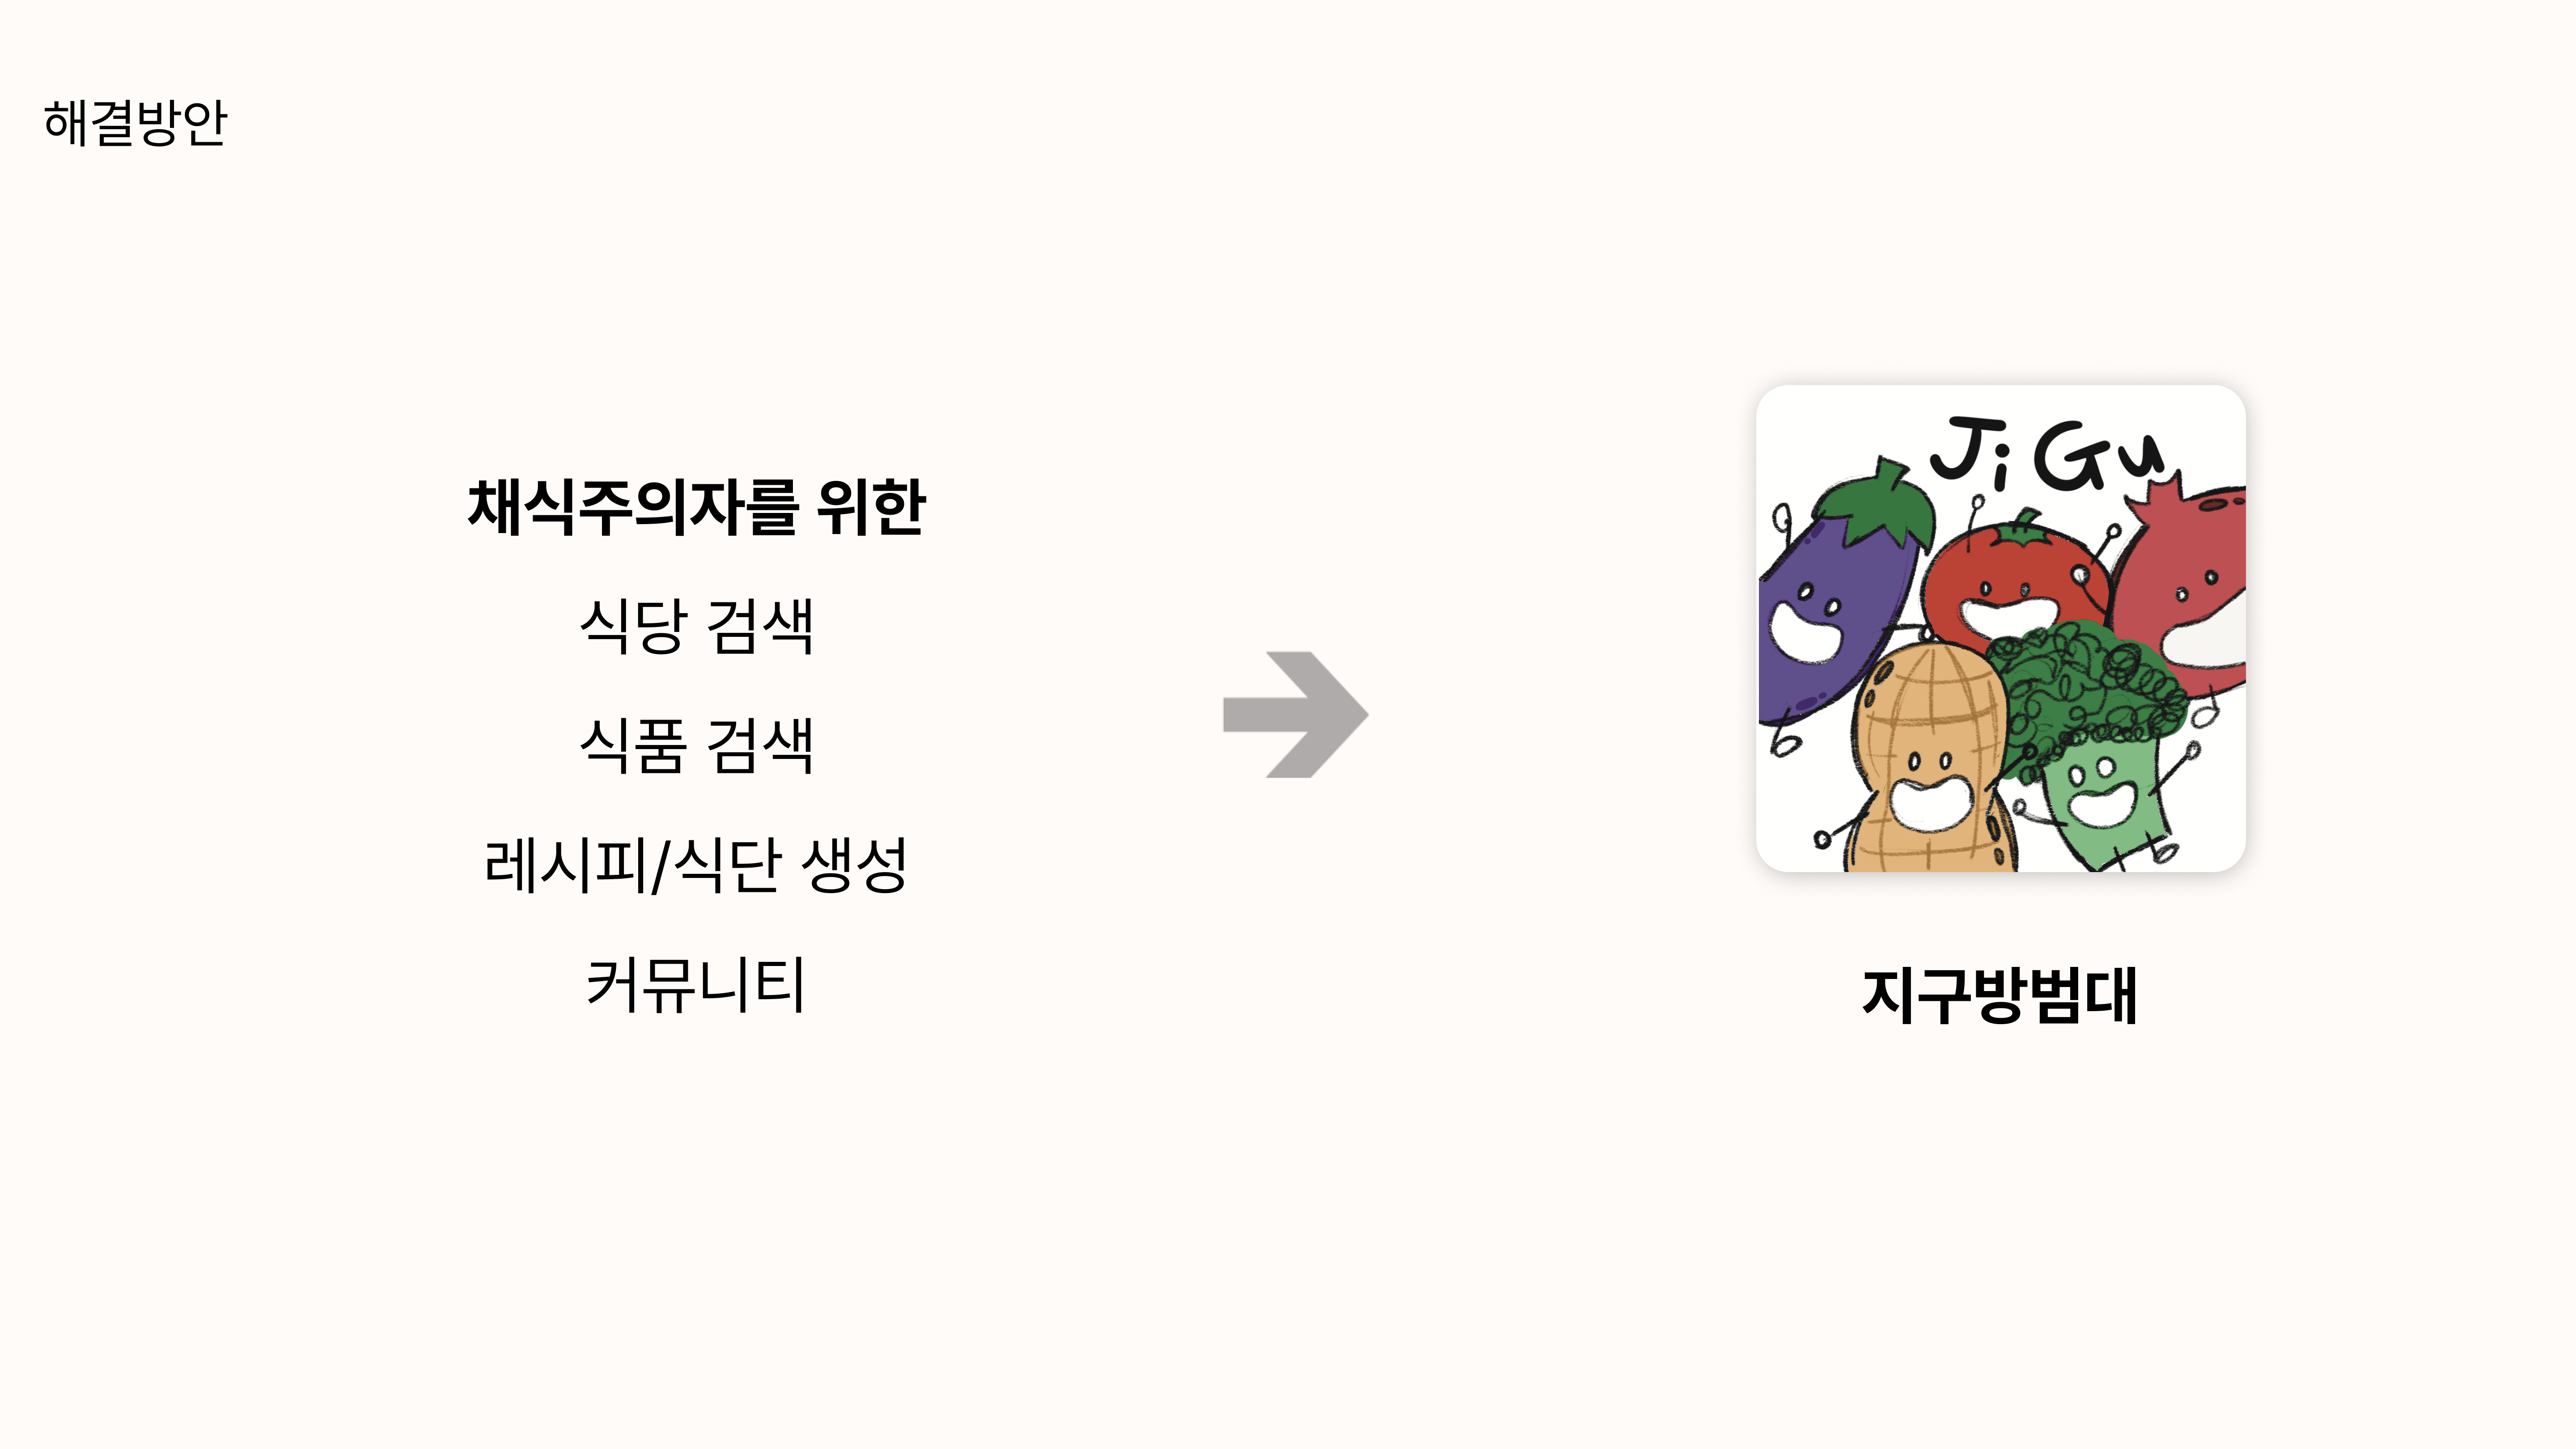 해결방안
채식주의자를 위한
식당 검색
식품 검색
레시피/식단 생성
커뮤니티
Ji Gu
지구방범대